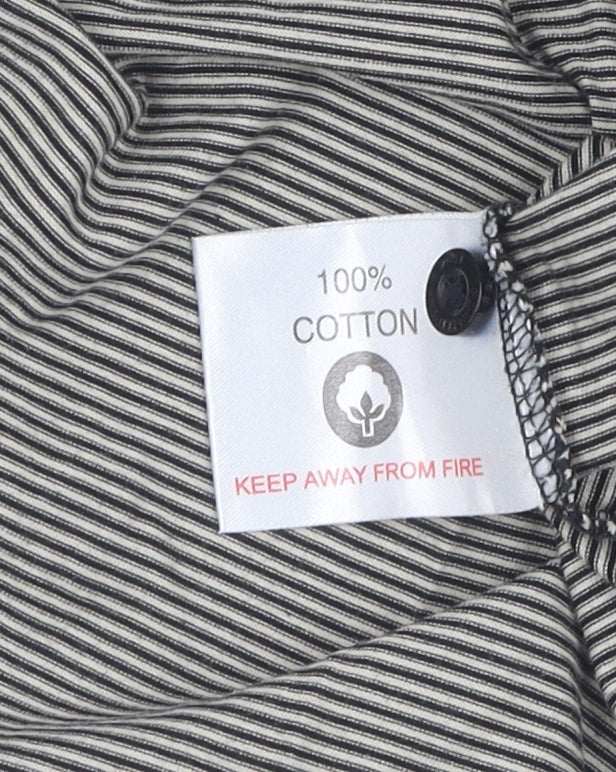 100%
COTTON
KEEP AWAY FROM FIRE